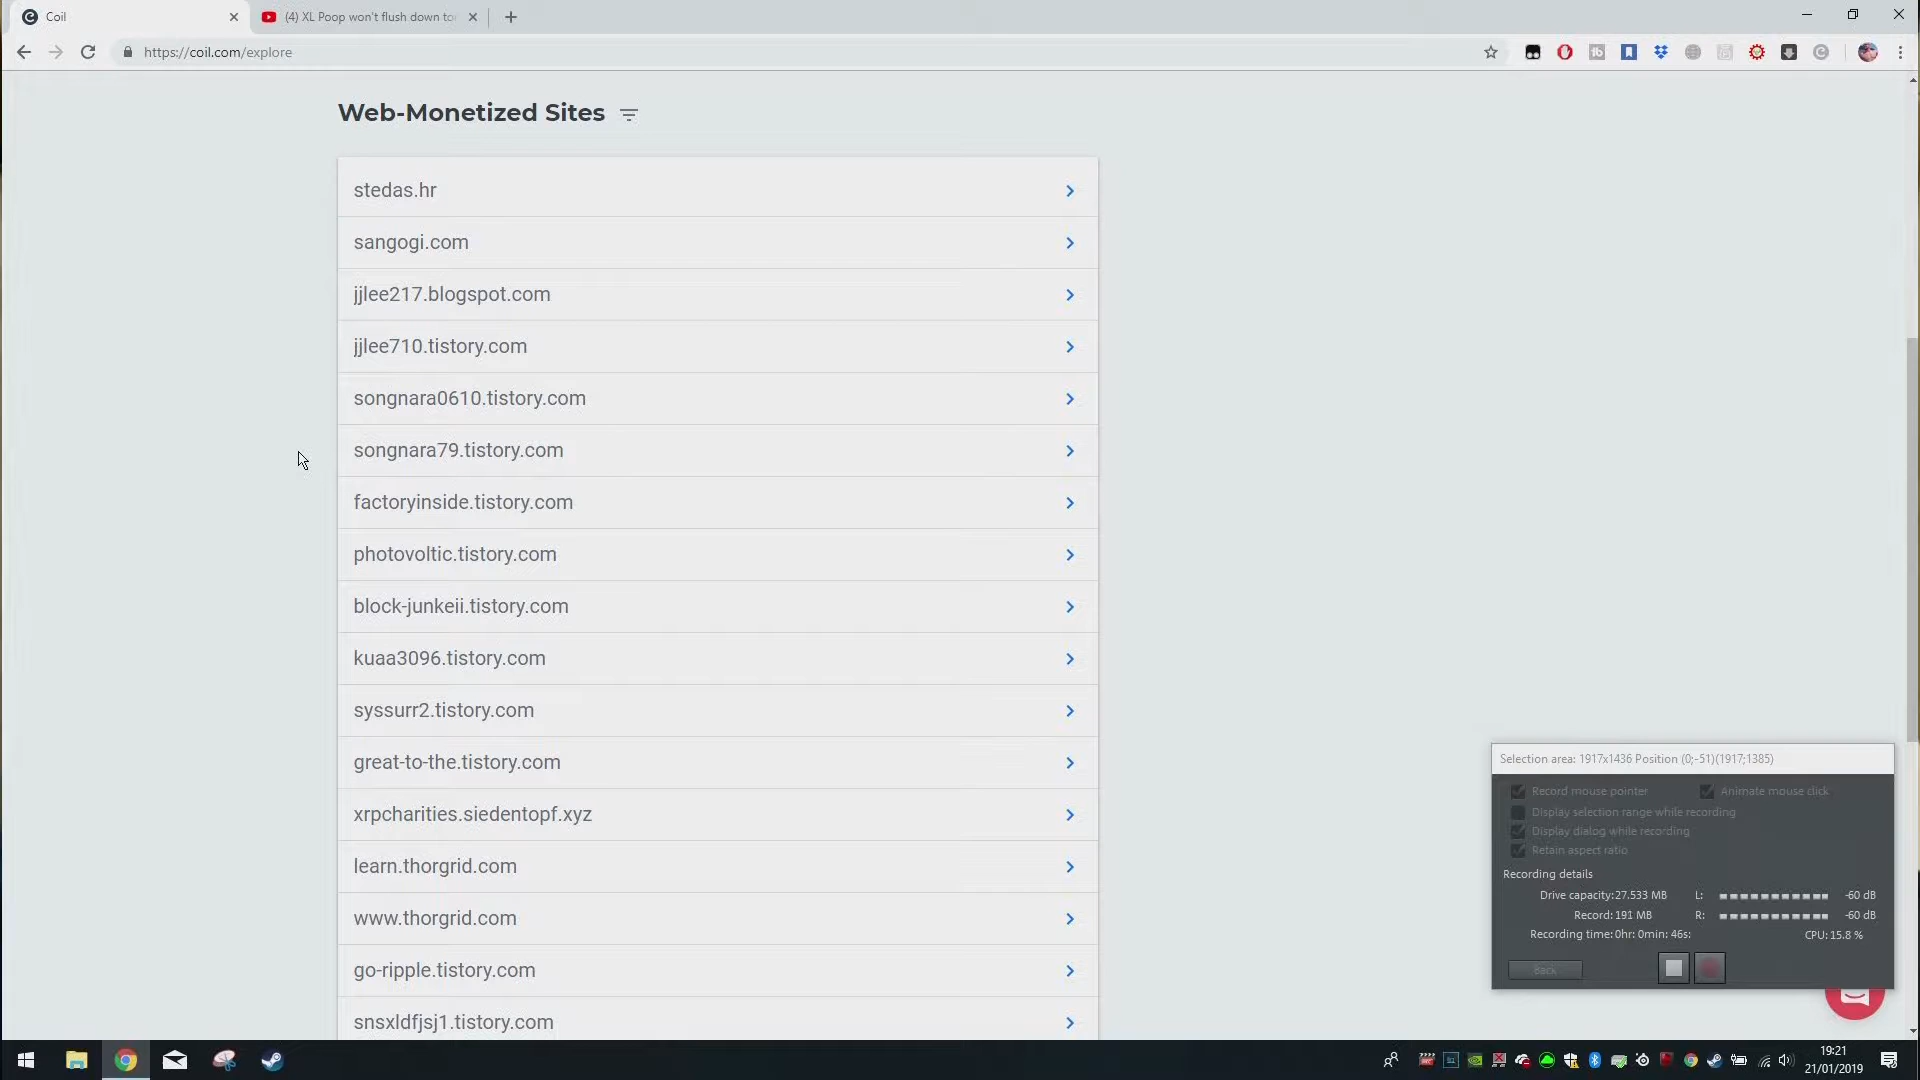 Coil
(4) XL Poop won't flush down to
https://coil.com/explore
Web-Monetized Sites
stedas.hr
sangogi.com
jjlee217.blogspot.com
jjlee710.tistory.com
songnara0610.tistory.com
songnara79.tistory.com
factoryinside.tistory.com
photovoltic.tistory.com
block-junkeii.tistory.com
kuaa3096.tistory.com
syssurr2.tistory.com
great-to-the.tistory.com
xrpcharities.siedentopf.xyz
learn.thorgrid.com
www.thorgrid.com
go-ripple.tistory.com
snsxldfjsj1.tistory.com
Selection area: 1917x1436 Position (0;-51)(1917;1385)
Record mouse pointer
Animate mouse click
Display selection range while recording
Display dialog while recording
Retain aspect ratio
Recording details
Drive capacity:27.533 MB L: -60 dB
Record:191 MB R: -60 dB
Recording time:0hr: 0min: 46s: CPU:15.8 %
Back
19:21
21/01/2019